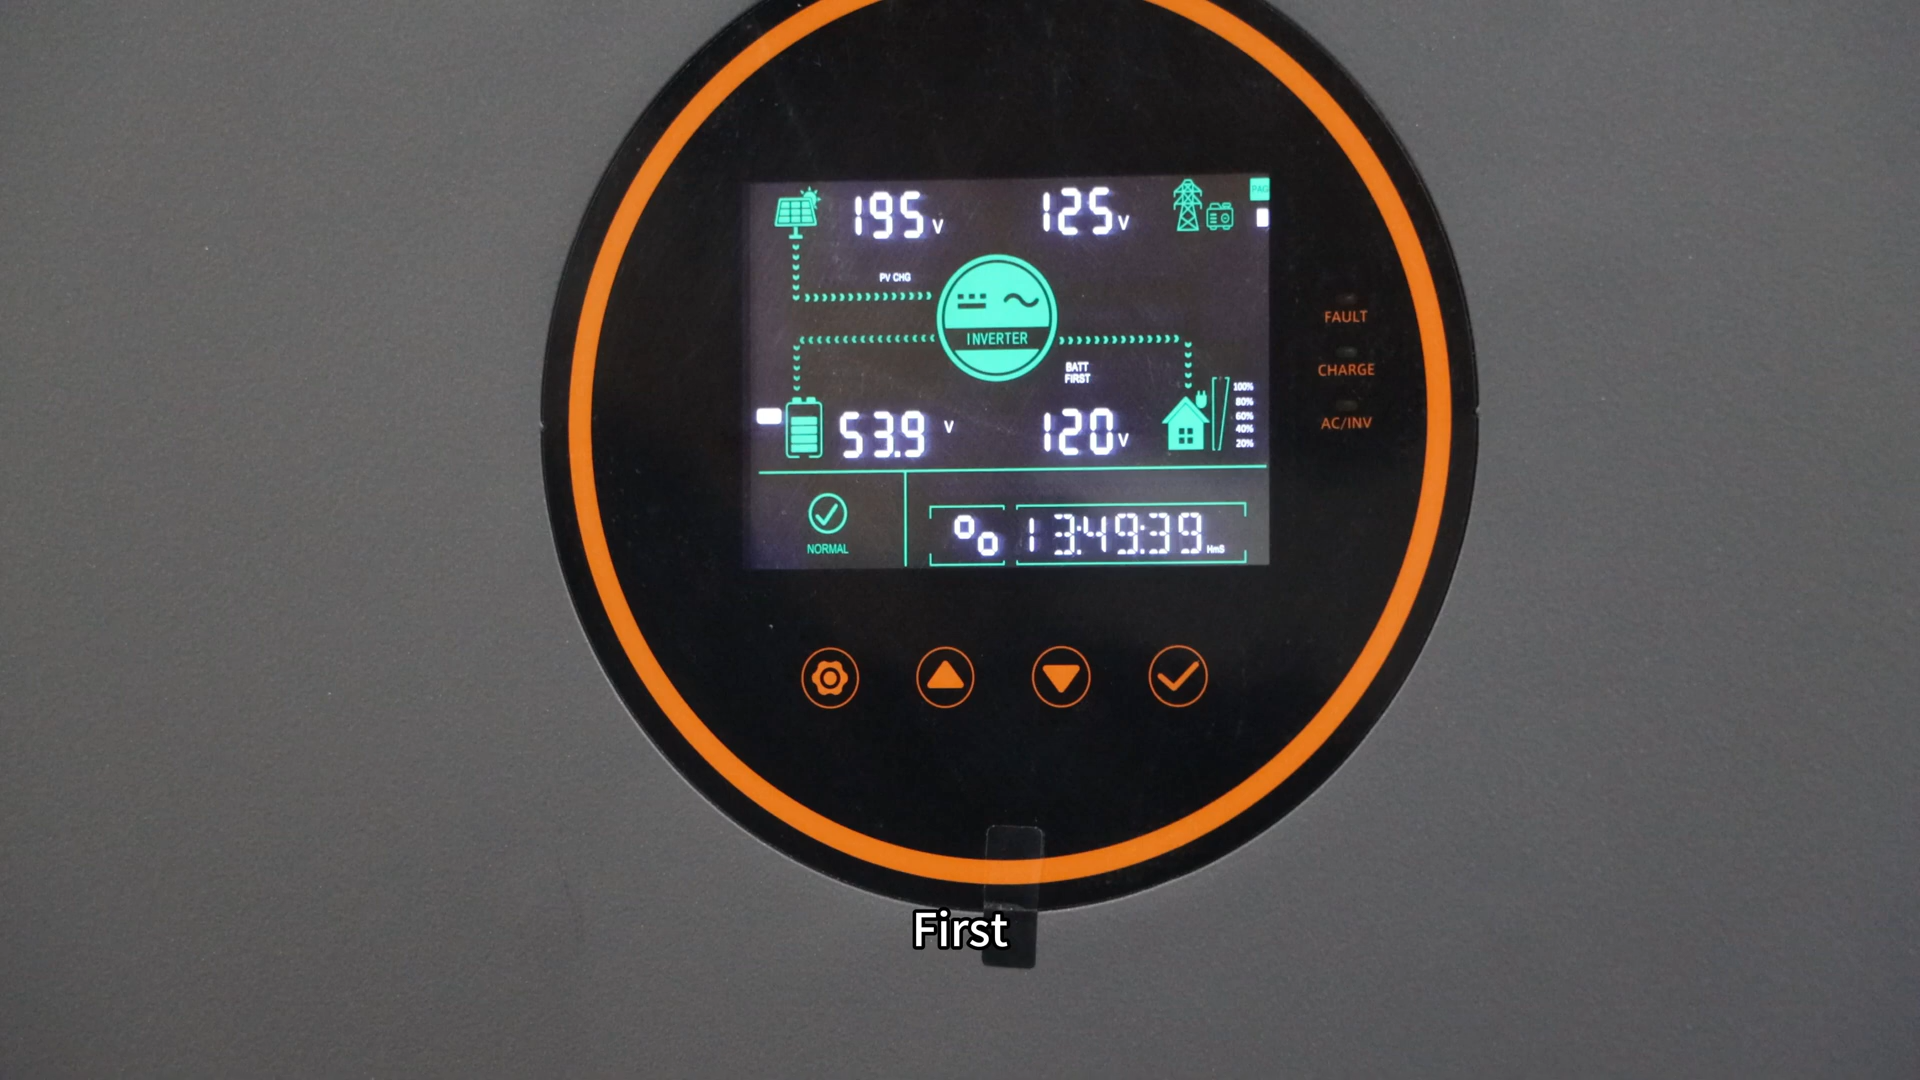 195 V
125 V
PAG
PV CHG
INVERTER
BATT
FIRST
53.9 V
120 V
100%
80%
60%
40%
20%
NORMAL
13:49:39 HmS
FAULT
CHARGE
AC/INV
First